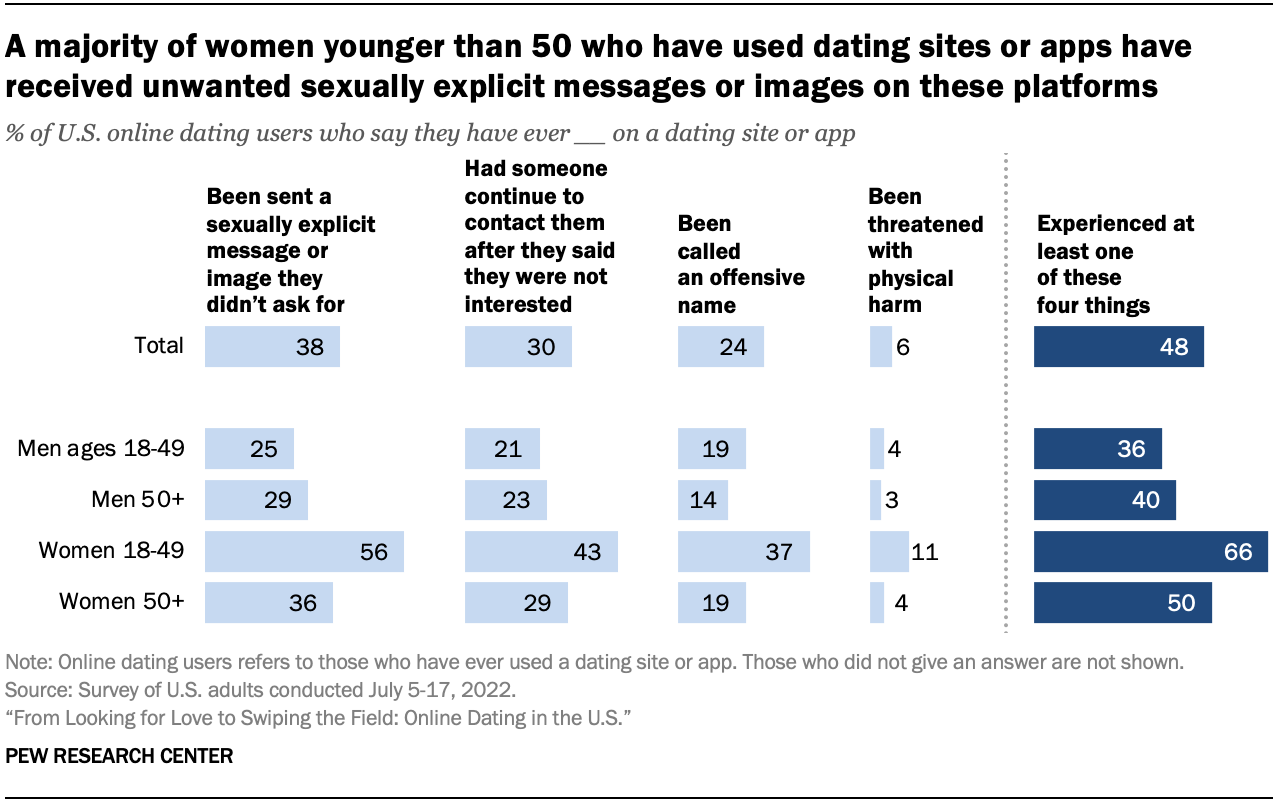 A majority of women younger than 50 who have used dating sites or apps have
received unwanted sexually explicit messages or images on these platforms
% of U.S. online dating users who say they have ever __ on a dating site or app
Been sent a
sexually explicit
message or
image they
didn’t ask for
Had someone
continue to
contact them
after they said
they were not
interested
Been
called
an offensive
name
Been
threatened
with
physical
harm
Experienced at
least one
of these
four things
Total 38 30 24 6 48
Men ages 18-49 25 21 19 4 36
Men 50+ 29 23 14 3 40
Women 18-49 56 43 37 11 66
Women 50+ 36 29 19 4 50
Note: Online dating users refers to those who have ever used a dating site or app. Those who did not give an answer are not shown.
Source: Survey of U.S. adults conducted July 5-17, 2022.
“From Looking for Love to Swiping the Field: Online Dating in the U.S.”
PEW RESEARCH CENTER